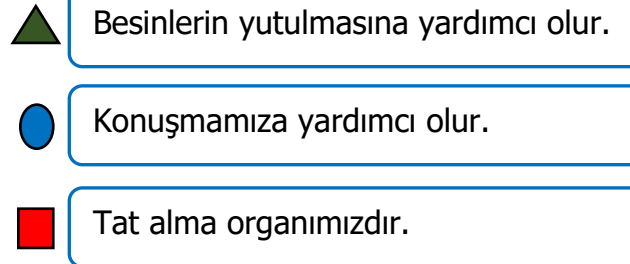 Besinlerin yutulmasına yardımcı olur.
Konuşmamıza yardımcı olur.
Tat alma organımızdır.